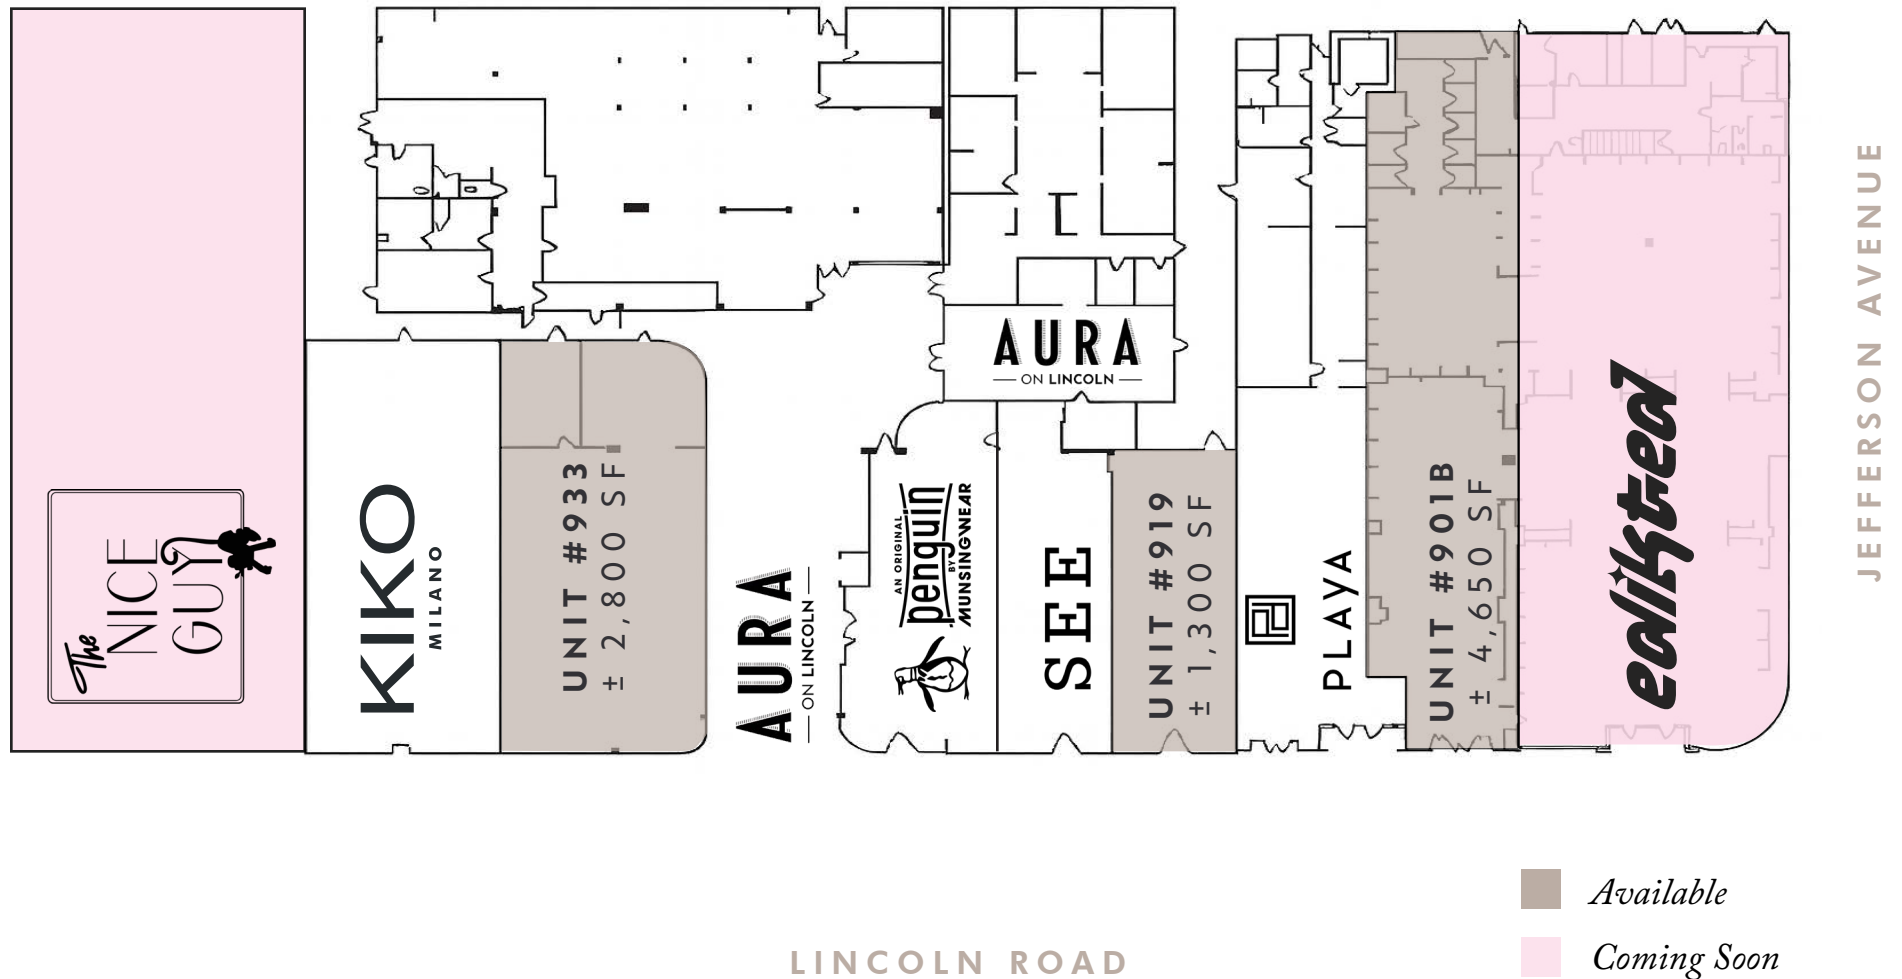 The
NICE
GUY
KIKO
MILANO
UNIT #933
± 2,800 SF
AURA
ON LINCOLN
AURA
ON LINCOLN
AN ORIGINAL
penguin
BY
MUNSINGWEAR
SEE
UNIT #919
± 1,300 SF
PLAYA
UNIT #901B
± 4,650 SF
edikted
JEFFERSON AVENUE
Available
Coming Soon
LINCOLN ROAD